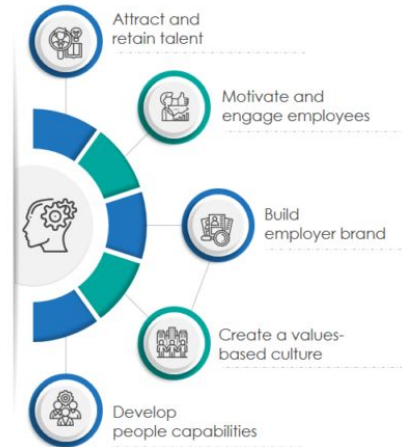 Attract and
retain talent
Motivate and
engage employees
Build
employer brand
Create a values-
based culture
Develop
people capabilities